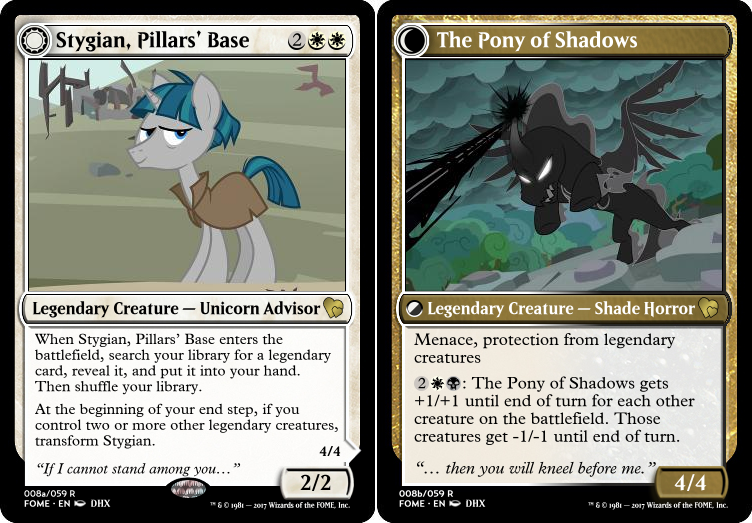 Stygian, Pillars' Base 2
Legendary Creature — Unicorn Advisor
When Stygian, Pillars' Base enters the
battlefield, search your library for a legendary
card, reveal it, and put it into your hand.
Then shuffle your library.
At the beginning of your end step, if you
control two or more other legendary creatures,
transform Stygian.
4/4
"If I cannot stand among you…"
2/2
008a/059 R
FOME • EN DHX
™ & © 1981 — 2017 Wizards of the FOME, Inc.
The Pony of Shadows
Legendary Creature — Shade Horror
Menace, protection from legendary
creatures
2 : The Pony of Shadows gets
+1/+1 until end of turn for each other
creature on the battlefield. Those
creatures get -1/-1 until end of turn.
"… then you will kneel before me."
4/4
008b/059 R
FOME • EN DHX
™ & © 1981 — 2017 Wizards of the FOME, Inc.